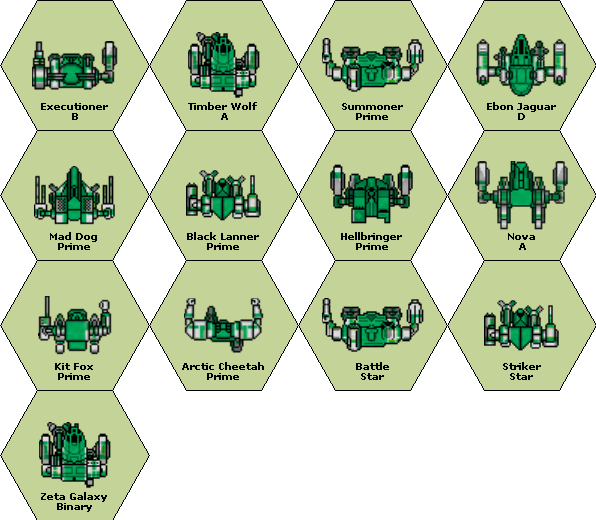 Executioner
B
Timber Wolf
A
Summoner
Prime
Ebon Jaguar
D
Mad Dog
Prime
Black Lanner
Prime
Hellbringer
Prime
Nova
A
Kit Fox
Prime
Arctic Cheetah
Prime
Battle
Star
Striker
Star
Zeta Galaxy
Binary